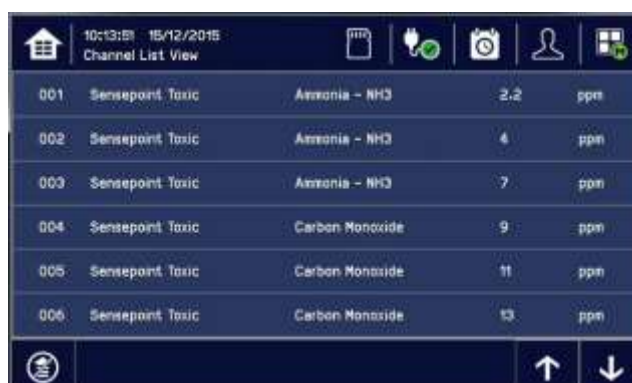 10:13:51 15/12/2015
Channel List View
001 Sensepoint Toxic Ammonia - NH3 2.2 ppm
002 Sensepoint Toxic Ammonia - NH3 4 ppm
003 Sensepoint Toxic Ammonia - NH3 7 ppm
004 Sensepoint Toxic Carbon Monoxide 9 ppm
005 Sensepoint Toxic Carbon Monoxide 11 ppm
006 Sensepoint Toxic Carbon Monoxide 13 ppm